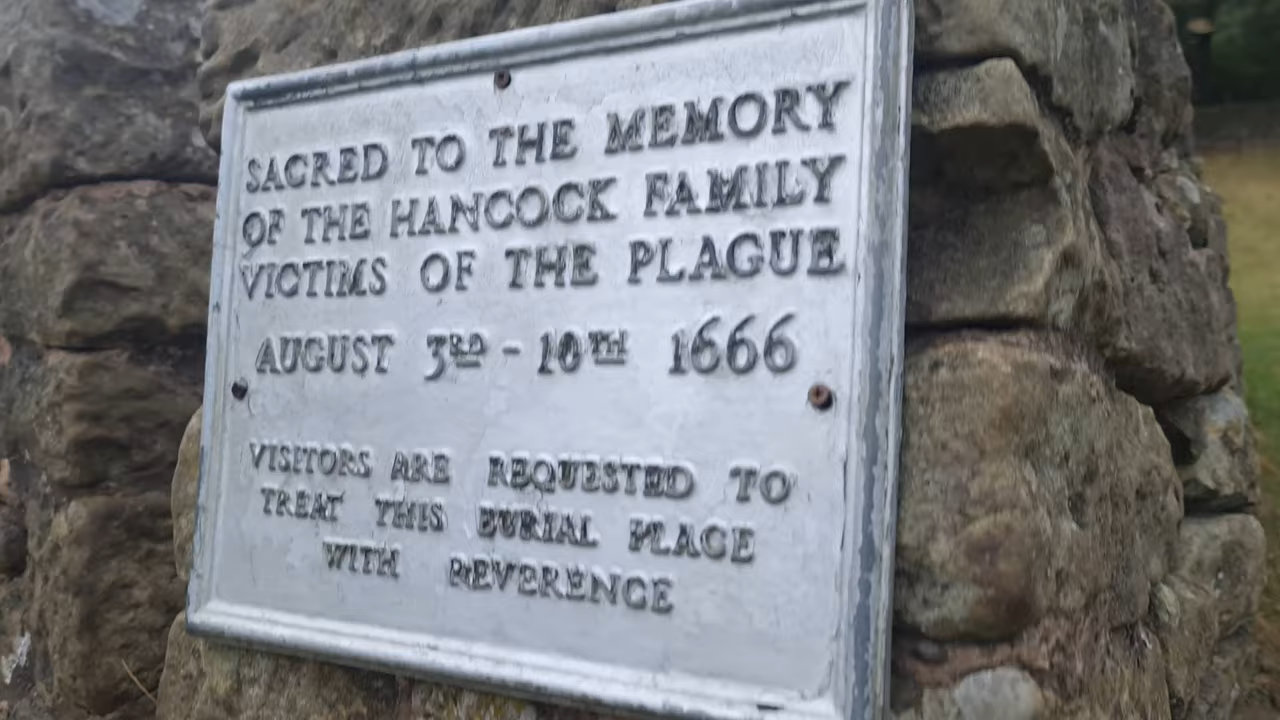 SACRED TO THE MEMORY
OF THE HANCOCK FAMILY
VICTIMS OF THE PLAGUE
AUGUST 3RD - 10TH 1666
VISITORS ARE REQUESTED TO
TREAT THIS BURIAL PLACE
WITH REVERENCE